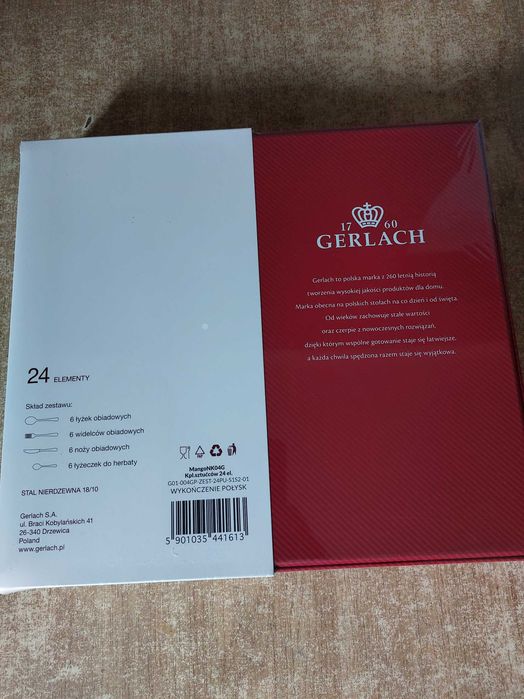 24 ELEMENTY
Skład zestawu:
6 łyżek obiadowych
6 widelców obiadowych
6 noży obiadowych
6 łyżeczek do herbaty
STAL NIERDZEWNA 18/10
Gerlach S.A.
ul. Braci Kobylańskich 41
26-340 Drzewica
Poland
www.gerlach.pl
MangoNK04G
Kpl.sztućców 24 el.
G01-004GP-ZEST-24PU-5152-01
WYKOŃCZENIE POŁYSK
5 901035 441613
17 60
GERLACH
Gerlach to polska marka z 260 letnią historią
tworzenia wysokiej jakości produktów dla domu.
Marka obecna na polskich stołach na co dzień i od święta.
Od wieków zachowuje stałe wartości
oraz czerpie z nowoczesnych rozwiązań,
dzięki którym wspólne gotowanie staje się łatwiejsze,
a każda chwila spędzona razem staje się wyjątkowa.